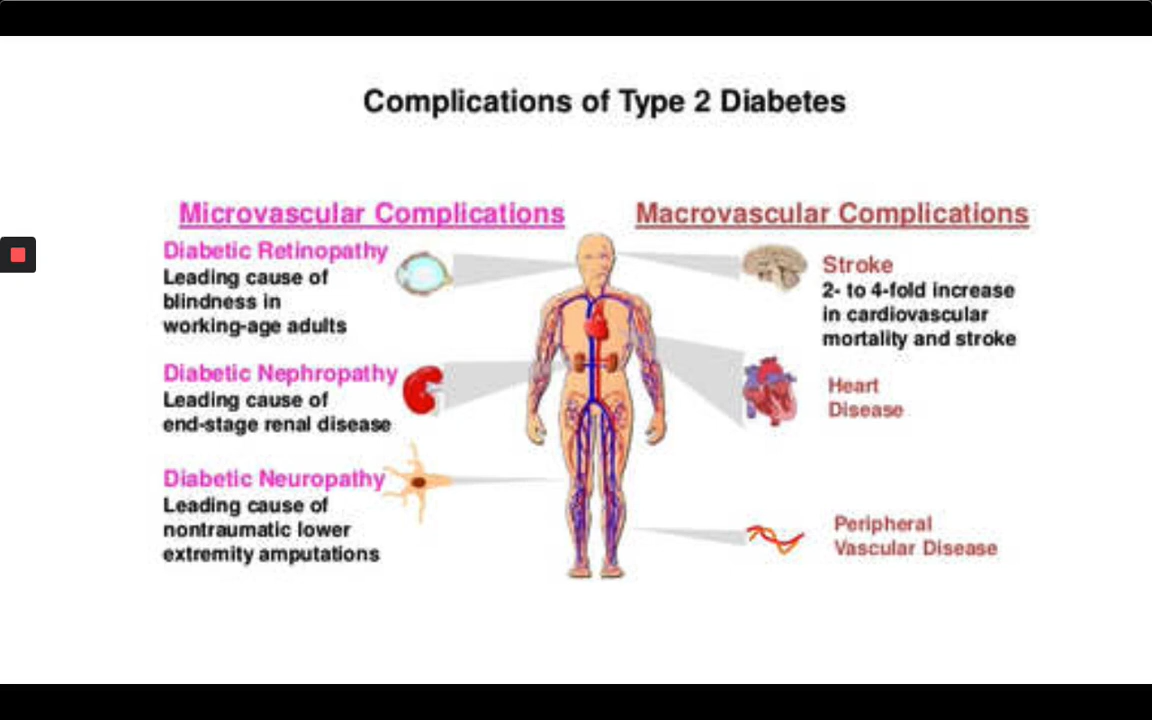 Complications of Type 2 Diabetes
Microvascular Complications
Diabetic Retinopathy
Leading cause of
blindness in
working-age adults
Diabetic Nephropathy
Leading cause of
end-stage renal disease
Diabetic Neuropathy
Leading cause of
nontraumatic lower
extremity amputations
Macrovascular Complications
Stroke
2- to 4-fold increase
in cardiovascular
mortality and stroke
Heart
Disease
Peripheral
Vascular Disease